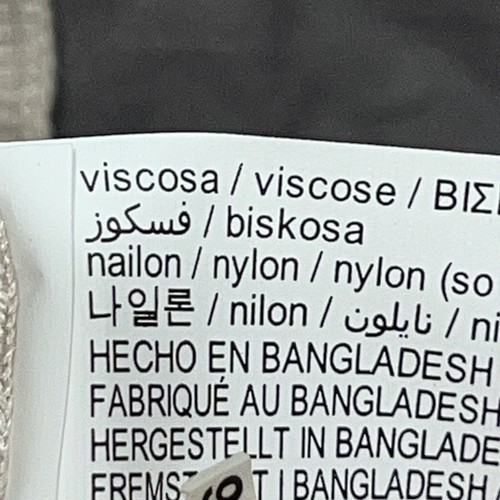 viscosa / viscose / ΒΙΣ
فسكوز / biskosa
nailon / nylon / nylon (so
나일론 / nilon / نايلون / ni
HECHO EN BANGLADESH
FABRIQUÉ AU BANGLADESH
HERGESTELLT IN BANGLADE
I BANGLADESH